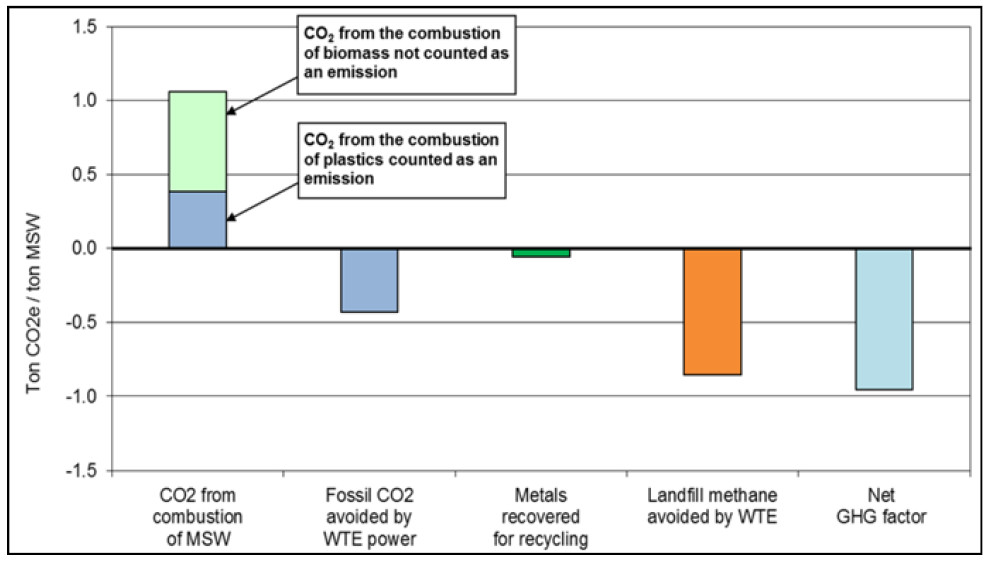 1.5
1.0
0.5
0.0
-0.5
-1.0
-1.5
Ton CO2e / ton MSW
CO₂ from the combustion
of biomass not counted as
an emission
CO₂ from the combustion
of plastics counted as an
emission
CO2 from
combustion
of MSW
Fossil CO2
avoided by
WTE power
Metals
recovered
for recycling
Landfill methane
avoided by WTE
Net
GHG factor